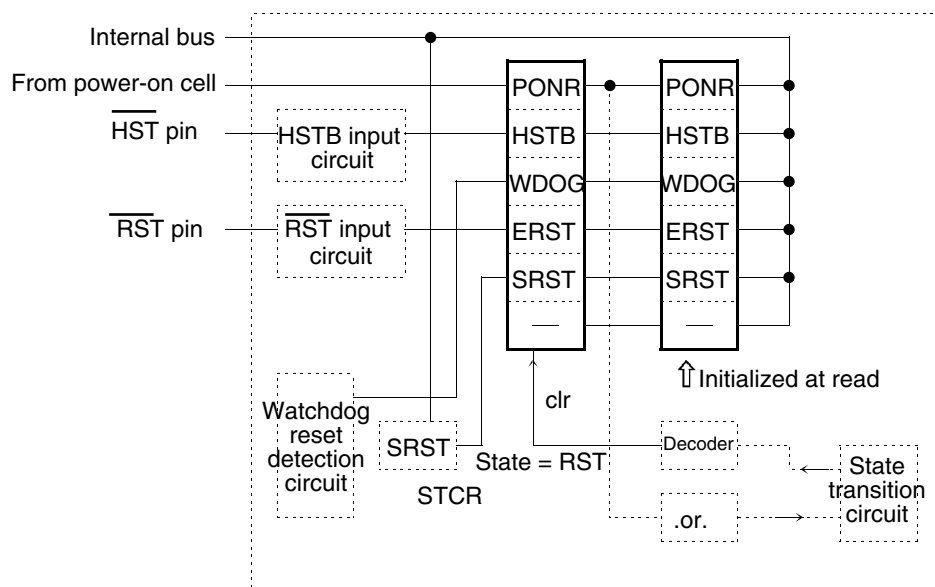 Internal bus
From power-on cell
HST pin
HSTB input
circuit
RST pin
RST input
circuit
PONR
HSTB
WDOG
ERST
SRST
—
PONR
HSTB
WDOG
ERST
SRST
—
Initialized at read
clr
Watchdog
reset
detection
circuit
SRST
STCR
State = RST
Decoder
.or.
State
transition
circuit